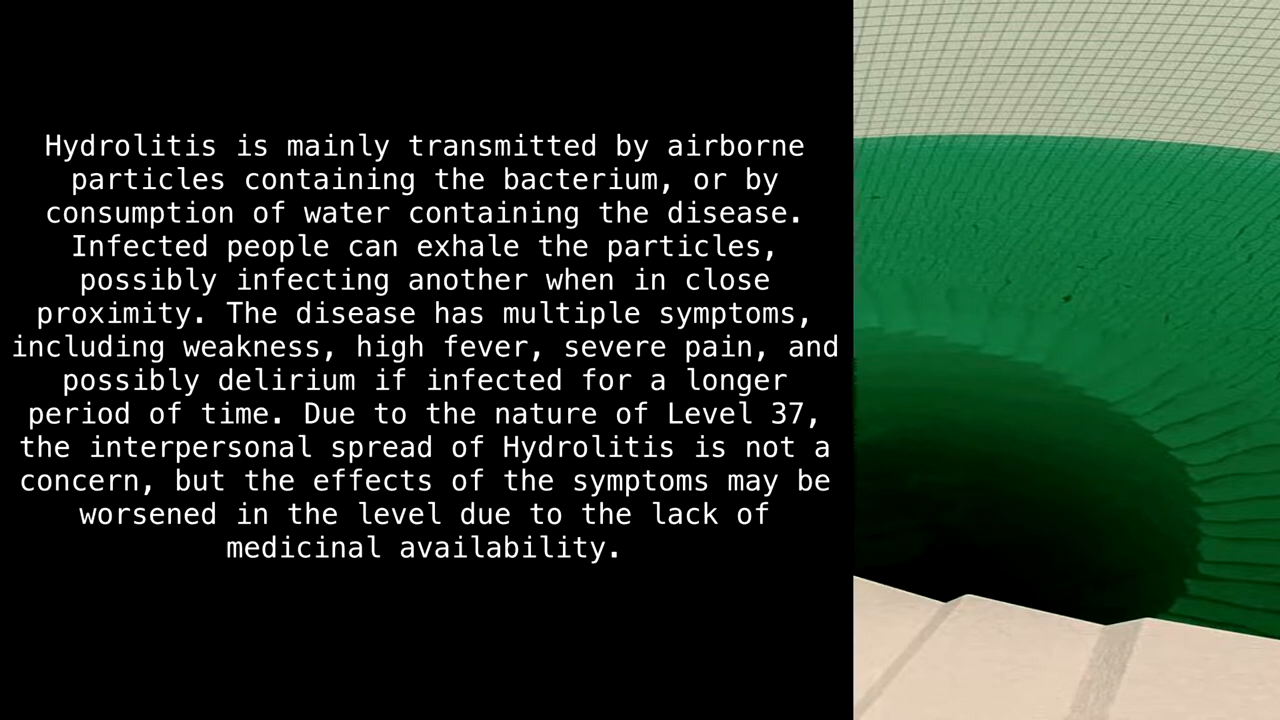 Hydrolitis is mainly transmitted by airborne
particles containing the bacterium, or by
consumption of water containing the disease.
Infected people can exhale the particles,
possibly infecting another when in close
proximity. The disease has multiple symptoms,
including weakness, high fever, severe pain, and
possibly delirium if infected for a longer
period of time. Due to the nature of Level 37,
the interpersonal spread of Hydrolitis is not a
concern, but the effects of the symptoms may be
worsened in the level due to the lack of
medicinal availability.